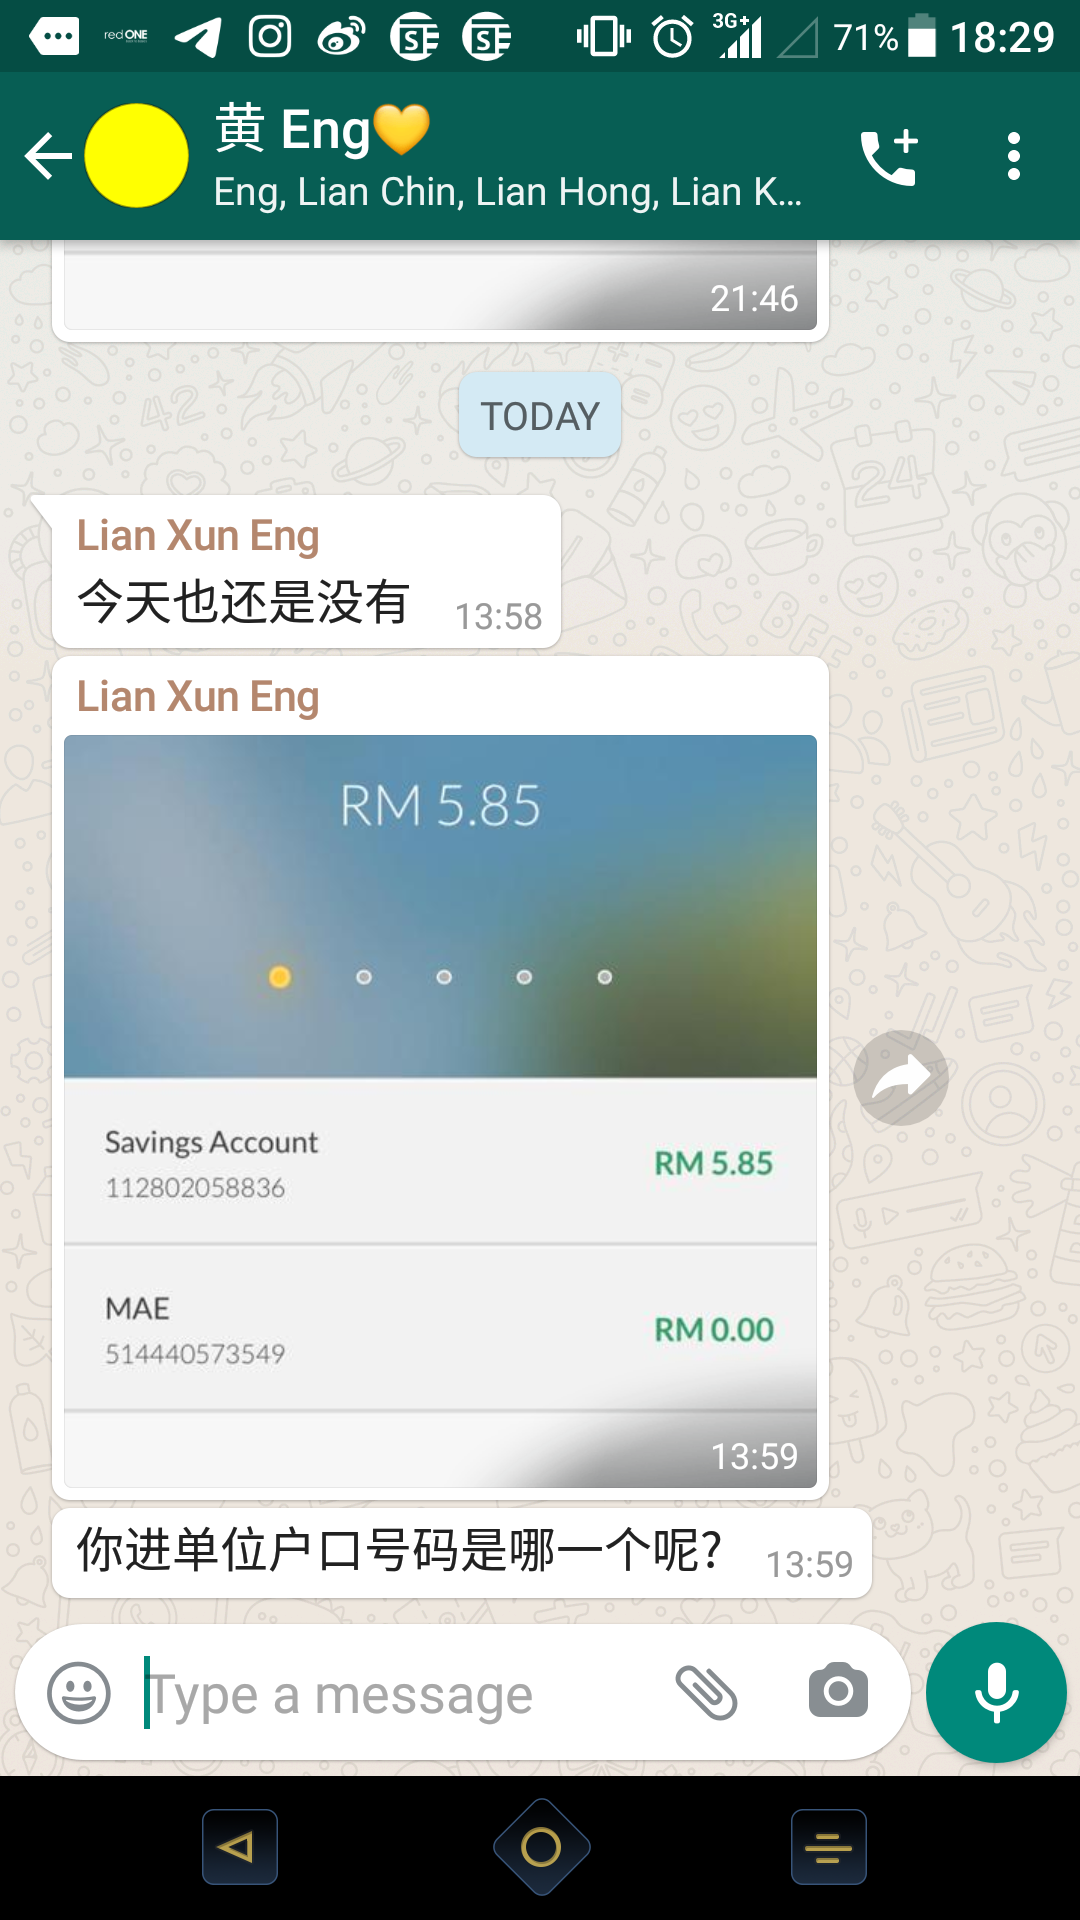 redONE 3G+ 71% 18:29
黄 Eng💛
Eng, Lian Chin, Lian Hong, Lian K...
21:46
TODAY
Lian Xun Eng
今天也还是没有 13:58
Lian Xun Eng
RM 5.85
Savings Account
RM 5.85
112802058836
MAE
RM 0.00
514440573549
13:59
你进单位户口号码是哪一个呢? 13:59
Type a message